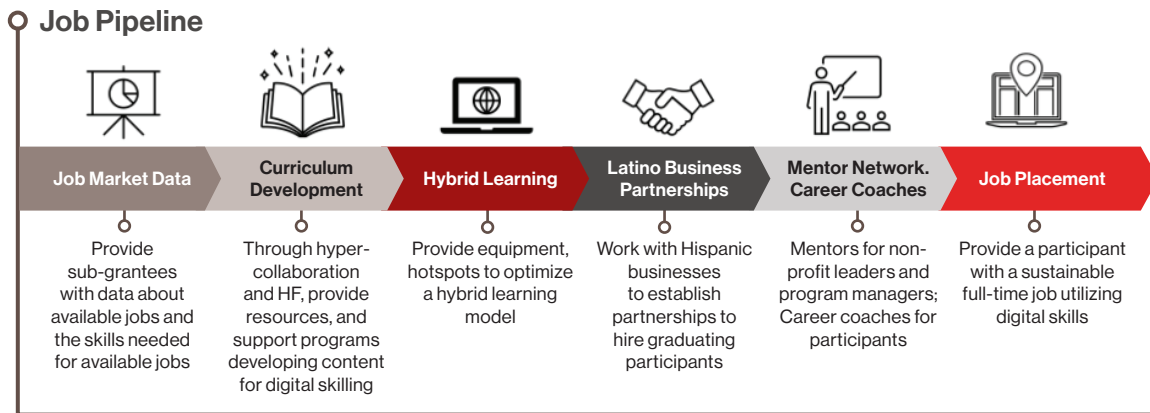 Job Pipeline
Job Market Data
Curriculum
Development
Hybrid Learning
Latino Business
Partnerships
Mentor Network.
Career Coaches
Job Placement
Provide
sub-grantees
with data about
available jobs and
the skills needed
for available jobs
Through hyper-
collaboration
and HF, provide
resources, and
support programs
developing content
for digital skilling
Provide equipment,
hotspots to optimize
a hybrid learning
model
Work with Hispanic
businesses
to establish
partnerships to
hire graduating
participants
Mentors for non-
profit leaders and
program managers;
Career coaches for
participants
Provide a participant
with a sustainable
full-time job utilizing
digital skills